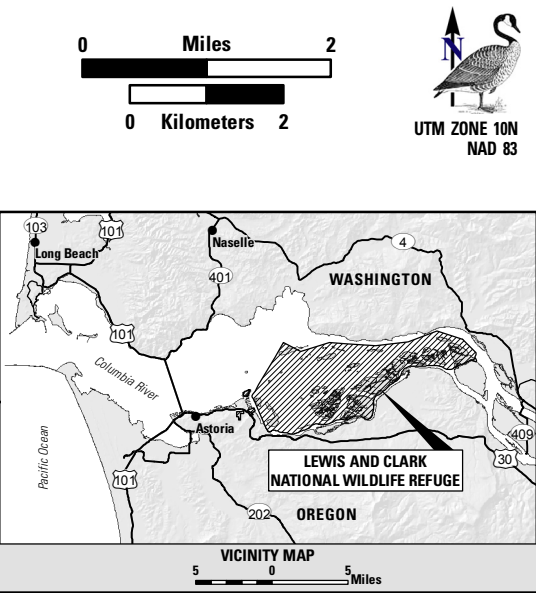 0 Miles 2
0 Kilometers 2
N
UTM ZONE 10N
NAD 83
103
101
Naselle
4
Long Beach
401
WASHINGTON
101
Columbia River
Astoria
409
Pacific Ocean
LEWIS AND CLARK
NATIONAL WILDLIFE REFUGE
30
101
202
OREGON
VICINITY MAP
5 0 5
Miles